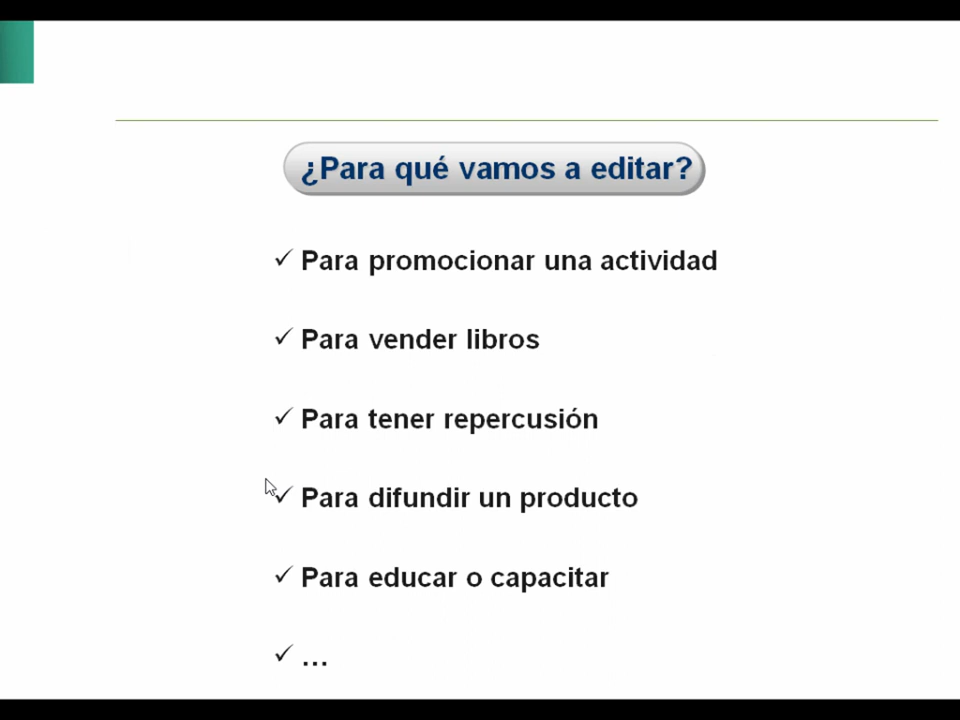 ¿Para qué vamos a editar?
✓ Para promocionar una actividad
✓ Para vender libros
✓ Para tener repercusión
✓ Para difundir un producto
✓ Para educar o capacitar
✓ ...